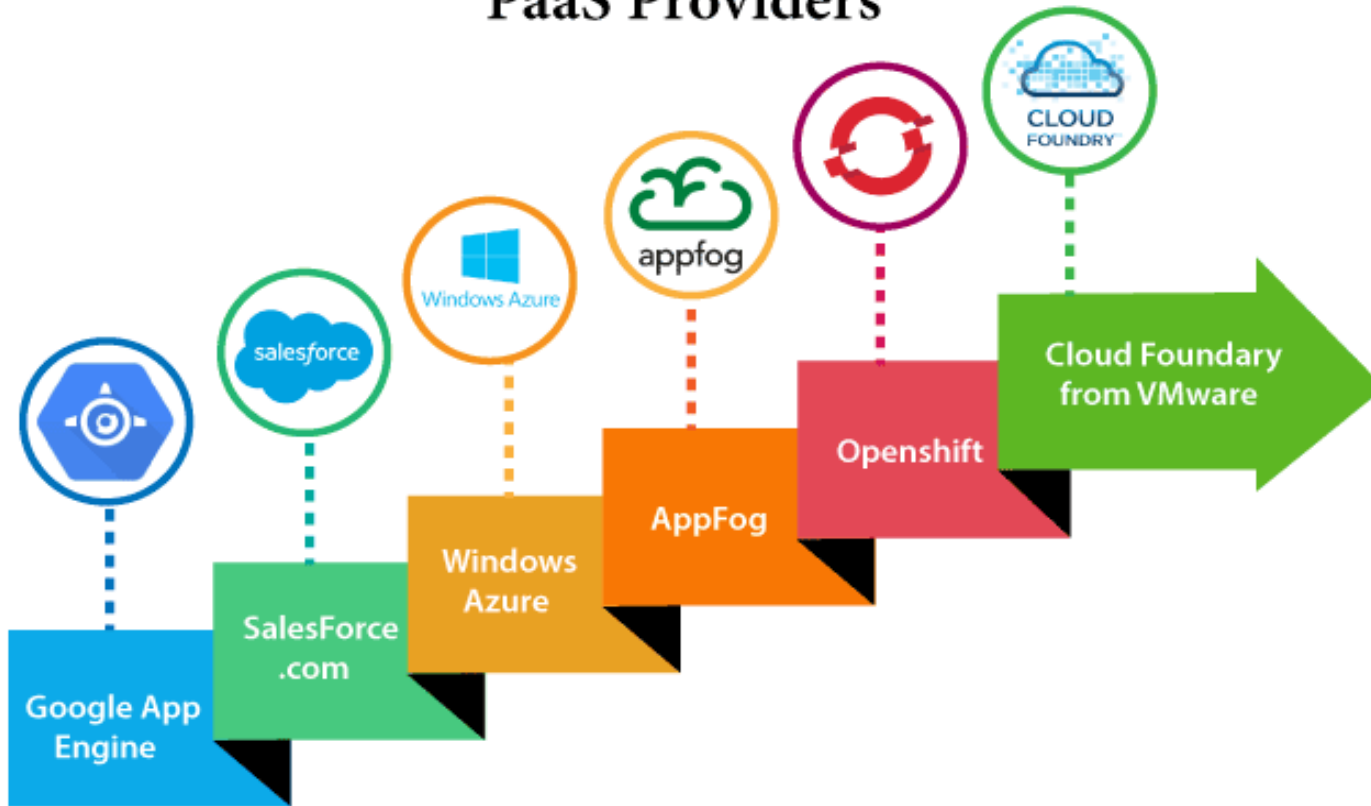 PaaS Providers
CLOUD
FOUNDRY™
appfog
Windows Azure
salesforce
Cloud Foundary
from VMware
Openshift
AppFog
Windows
Azure
SalesForce
.com
Google App
Engine